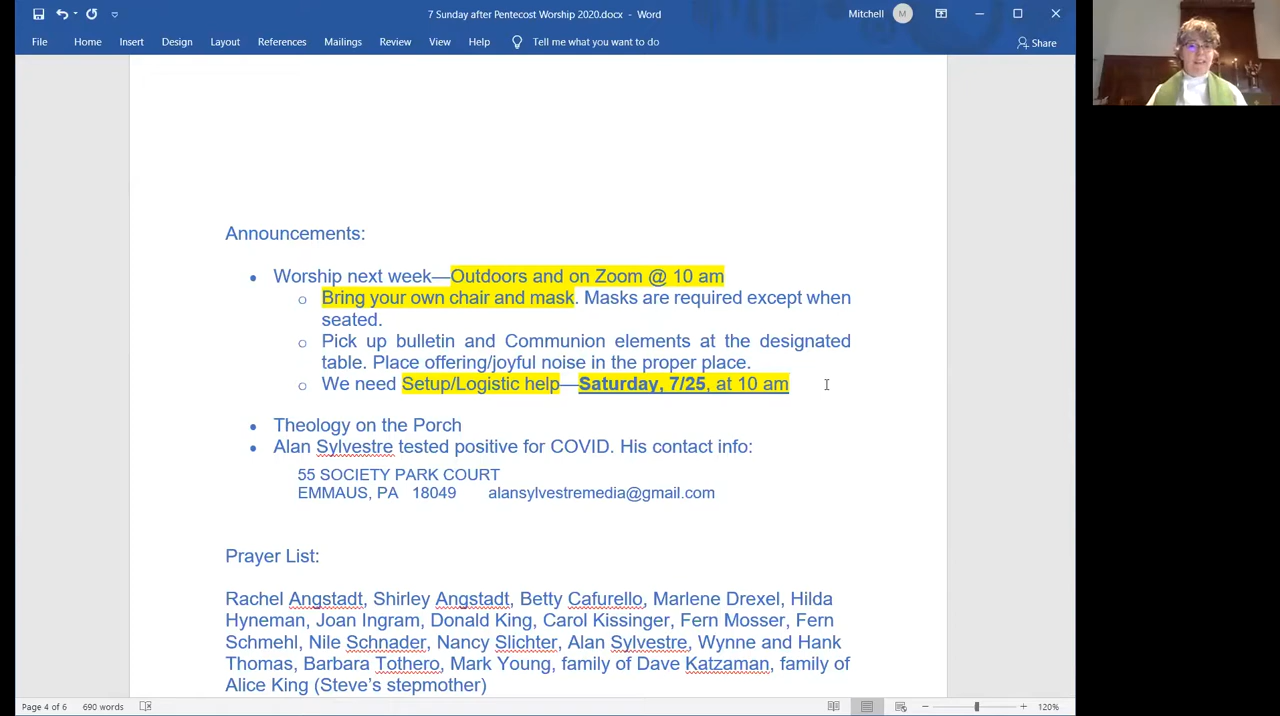 7 Sunday after Pentecost Worship 2020.docx - Word
Mitchell M
File Home Insert Design Layout References Mailings Review View Help Tell me what you want to do Share
Announcements:
• Worship next week—Outdoors and on Zoom @ 10 am
o Bring your own chair and mask. Masks are required except when
seated.
o Pick up bulletin and Communion elements at the designated
table. Place offering/joyful noise in the proper place.
o We need Setup/Logistic help—Saturday, 7/25, at 10 am
• Theology on the Porch
• Alan Sylvestre tested positive for COVID. His contact info:
55 SOCIETY PARK COURT
EMMAUS, PA 18049 alansylvestremedia@gmail.com
Prayer List:
Rachel Angstadt, Shirley Angstadt, Betty Cafurello, Marlene Drexel, Hilda
Hyneman, Joan Ingram, Donald King, Carol Kissinger, Fern Mosser, Fern
Schmehl, Nile Schnader, Nancy Slichter, Alan Sylvestre, Wynne and Hank
Thomas, Barbara Tothero, Mark Young, family of Dave Katzaman, family of
Alice King (Steve's stepmother)
Page 4 of 6 690 words 120%